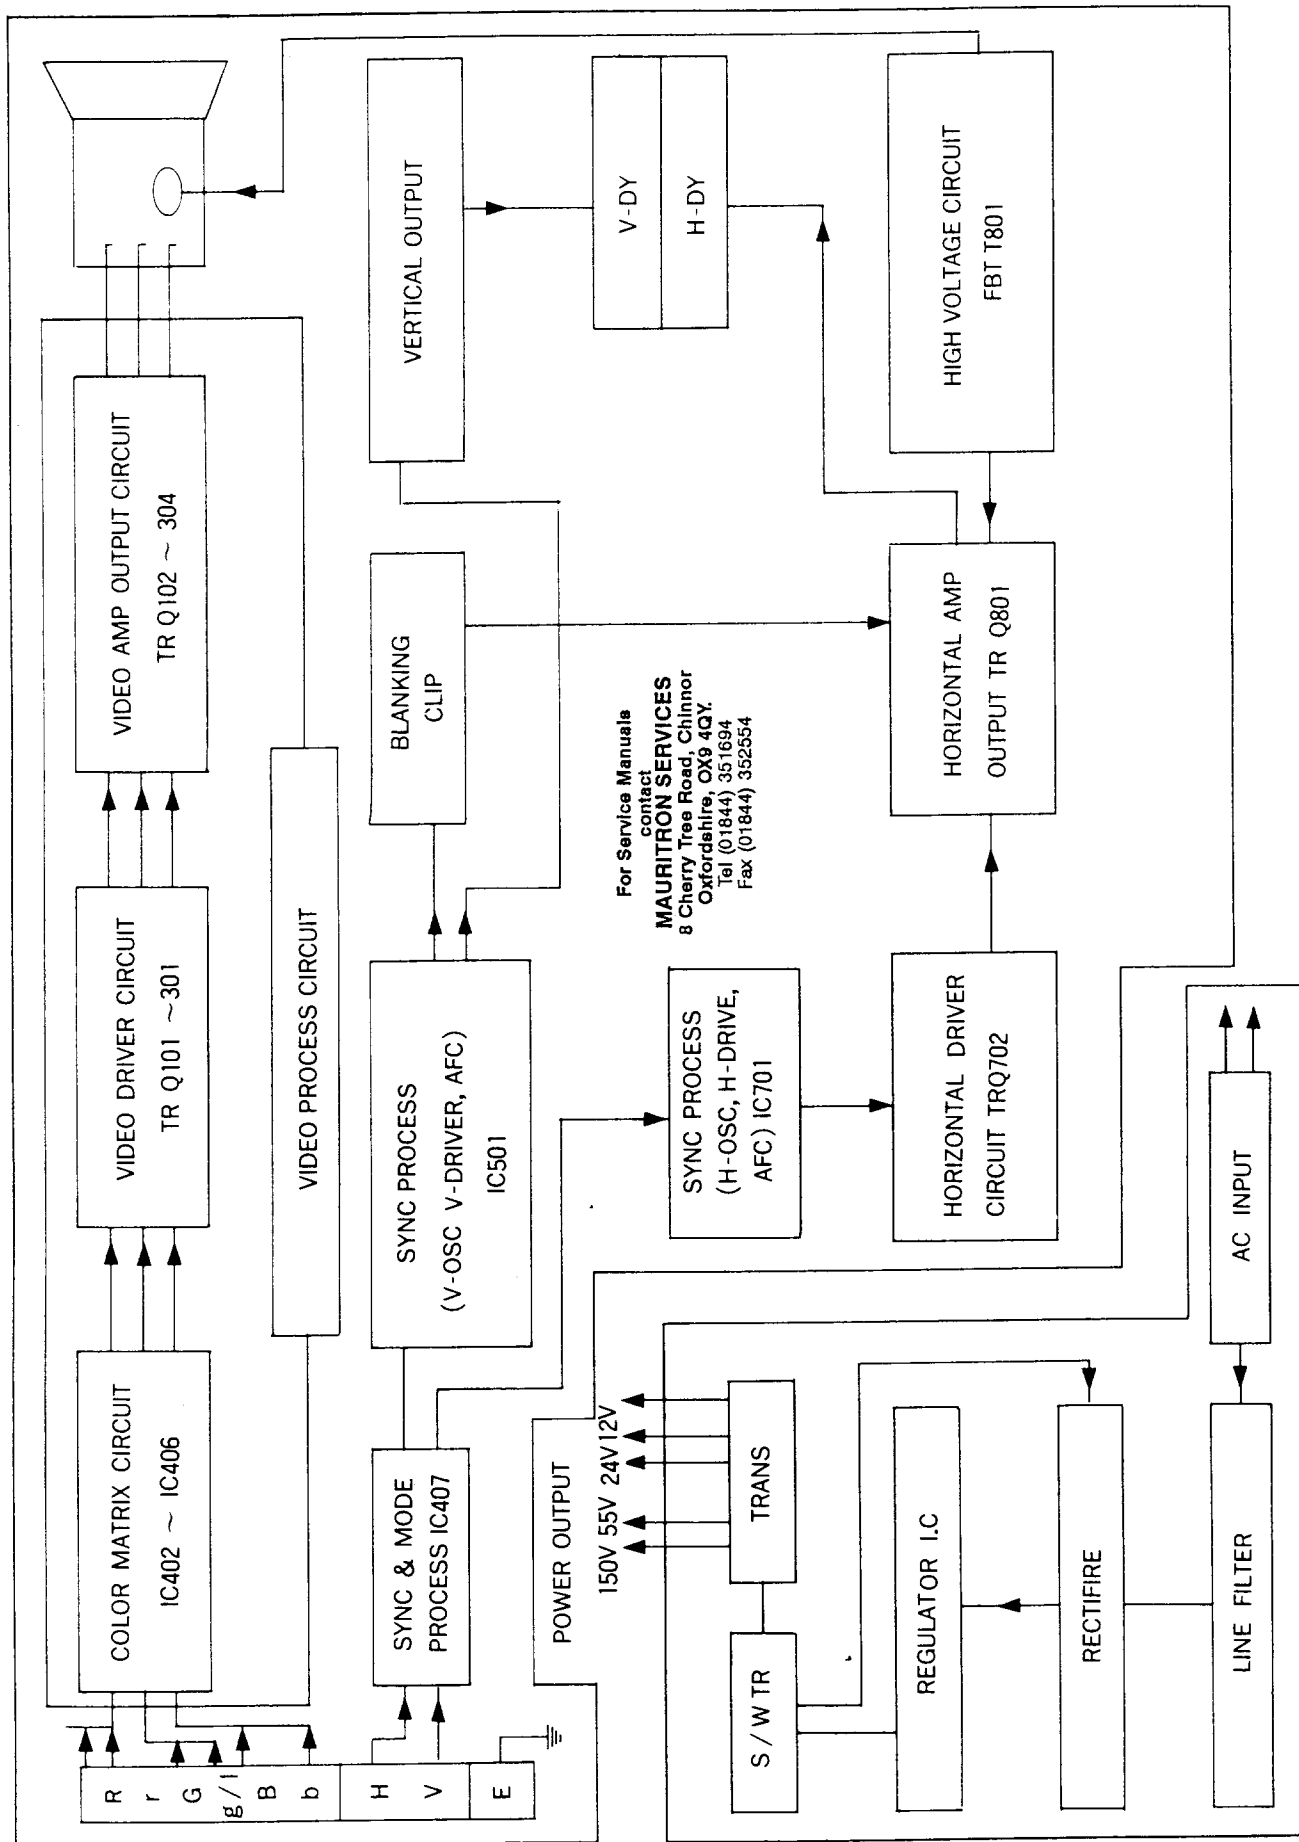 R
r
G
g/I
B
b
H
V
E
COLOR MATRIX CIRCUIT
IC402 ~ IC406
VIDEO DRIVER CIRCUIT
TR Q101 ~301
VIDEO AMP OUTPUT CIRCUIT
TR Q102 ~ 304
VIDEO PROCESS CIRCUIT
SYNC & MODE
PROCESS IC407
SYNC PROCESS
(V-OSC V-DRIVER, AFC)
IC501
BLANKING
CLIP
VERTICAL OUTPUT
V-DY
H-DY
For Service Manuals
contact
MAURITRON SERVICES
8 Cherry Tree Road, Chinnor
Oxfordshire, OX9 4QY.
Tel (01844) 351694
Fax (01844) 352554
SYNC PROCESS
(H-OSC, H-DRIVE,
AFC) IC701
HORIZONTAL DRIVER
CIRCUIT TRQ702
HORIZONTAL AMP
OUTPUT TR Q801
HIGH VOLTAGE CIRCUIT
FBT T801
POWER OUTPUT
150V 55V 24V 12V
S/W TR
TRANS
REGULATOR I.C
RECTIFIRE
LINE FILTER
AC INPUT